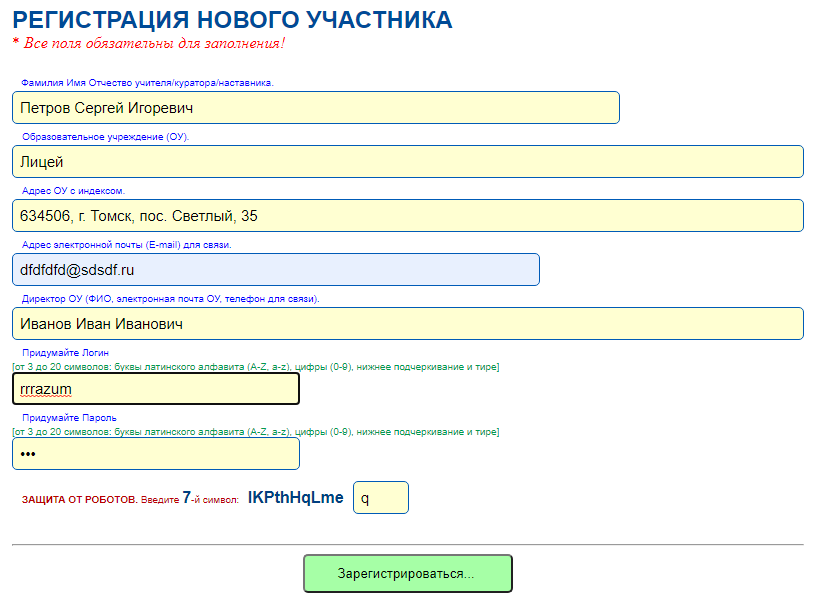 РЕГИСТРАЦИЯ НОВОГО УЧАСТНИКА
* Все поля обязательны для заполнения!
Фамилия Имя Отчество учителя/куратора/наставника.
Петров Сергей Игоревич
Образовательное учреждение (ОУ).
Лицей
Адрес ОУ с индексом.
634506, г. Томск, пос. Светлый, 35
Адрес электронной почты (E-mail) для связи.
dfdfdfd@sdsdf.ru
Директор ОУ (ФИО, электронная почта ОУ, телефон для связи).
Иванов Иван Иванович
Придумайте Логин
[от 3 до 20 символов: буквы латинского алфавита (A-Z, a-z), цифры (0-9), нижнее подчеркивание и тире]
rrrazum
Придумайте Пароль
[от 3 до 20 символов: буквы латинского алфавита (A-Z, a-z), цифры (0-9), нижнее подчеркивание и тире]
•••
ЗАЩИТА ОТ РОБОТОВ. Введите 7-й символ: IKPthHqLme q
Зарегистрироваться...